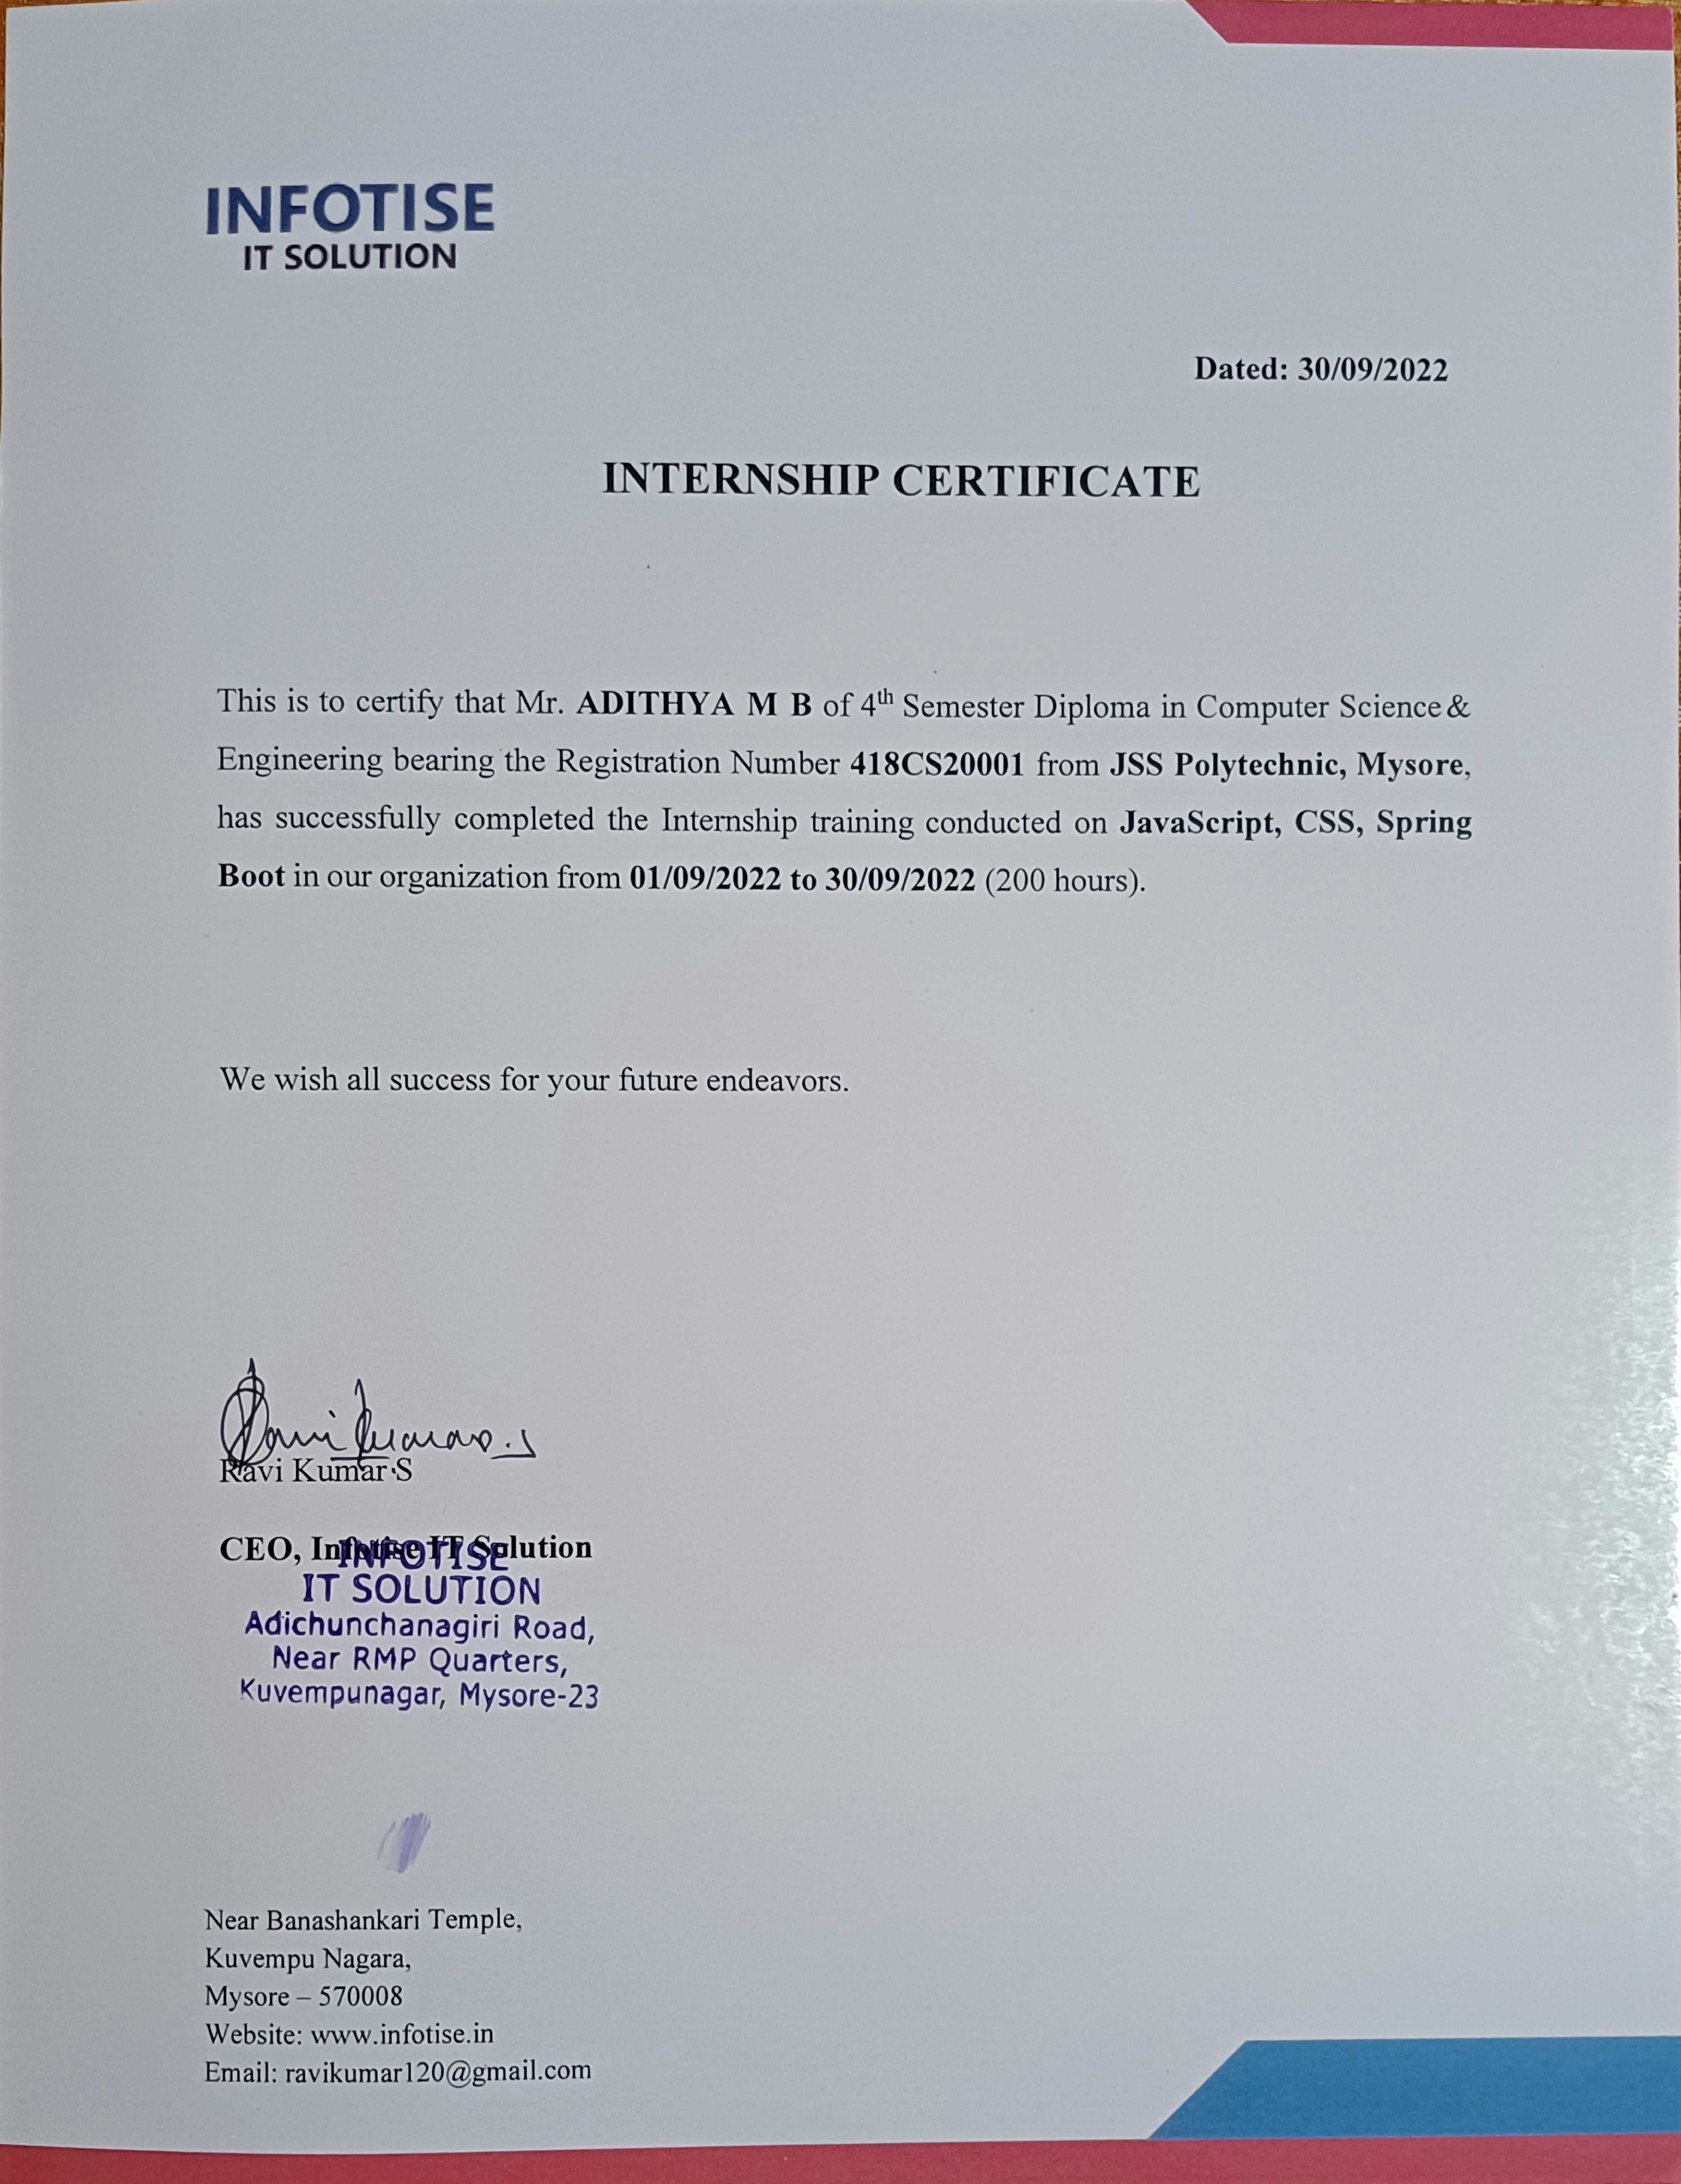 INFOTISE
IT SOLUTION
Dated: 30/09/2022
INTERNSHIP CERTIFICATE
This is to certify that Mr. ADITHYA M B of 4th Semester Diploma in Computer Science &
Engineering bearing the Registration Number 418CS20001 from JSS Polytechnic, Mysore,
has successfully completed the Internship training conducted on JavaScript, CSS, Spring
Boot in our organization from 01/09/2022 to 30/09/2022 (200 hours).
We wish all success for your future endeavors.
Ravi Kumar.S
Ravi Kumar S
CEO, Infotise IT Solution
INFOTISE
IT SOLUTION
Adichunchanagiri Road,
Near RMP Quarters,
Kuvempunagar, Mysore-23
Near Banashankari Temple,
Kuvempu Nagara,
Mysore – 570008
Website: www.infotise.in
Email: ravikumar120@gmail.com